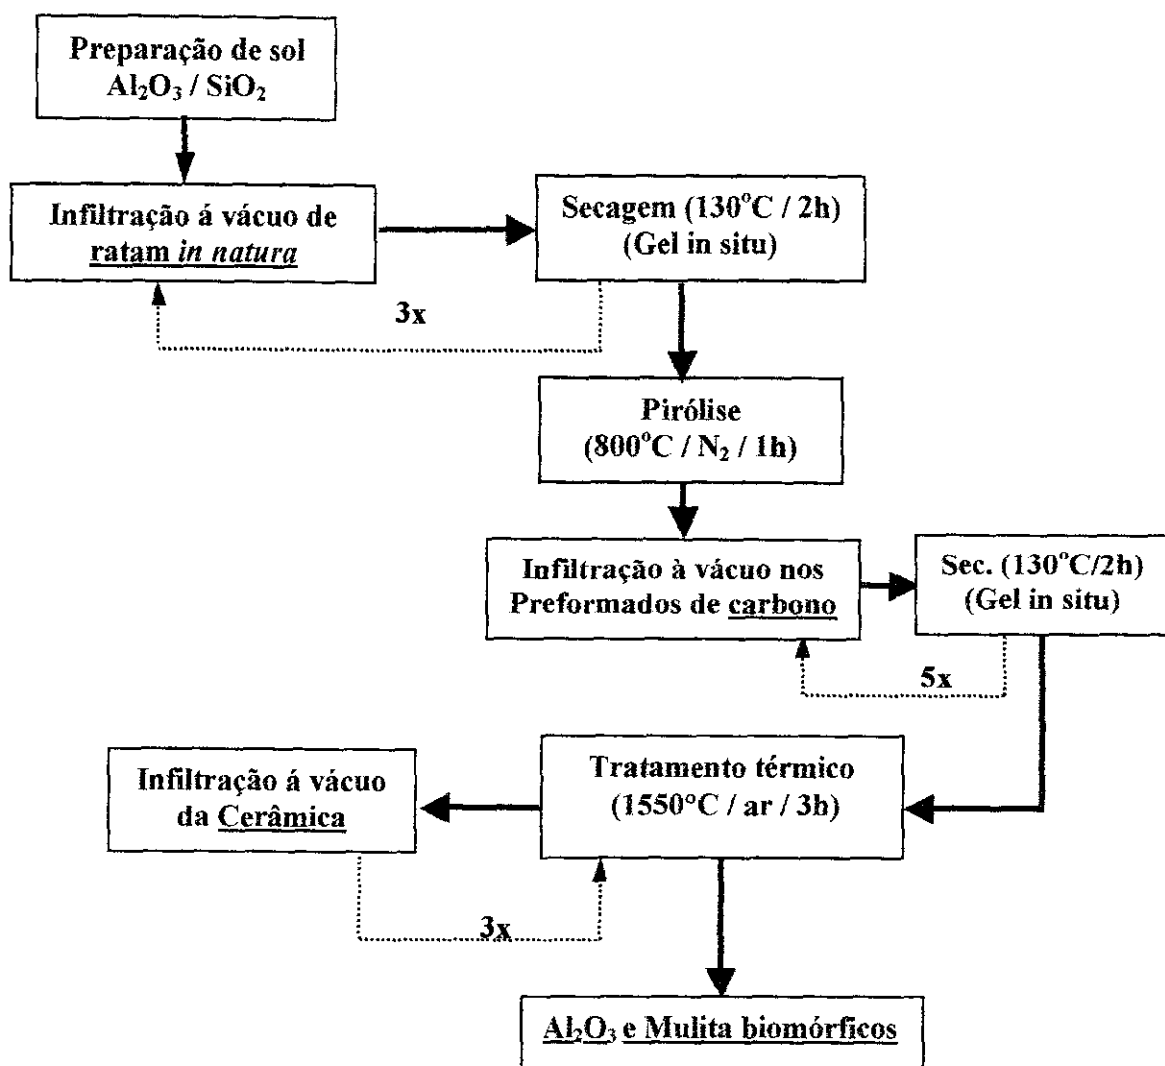 Preparação de sol
Al₂O₃ / SiO₂
Infiltração á vácuo de
ratam in natura
Secagem (130°C / 2h)
(Gel in situ)
3x
Pirólise
(800°C / N₂ / 1h)
Infiltração à vácuo nos
Preformados de carbono
Sec. (130°C/2h)
(Gel in situ)
5x
Infiltração á vácuo
da Cerâmica
Tratamento térmico
(1550°C / ar / 3h)
3x
Al₂O₃ e Mulita biomórficos